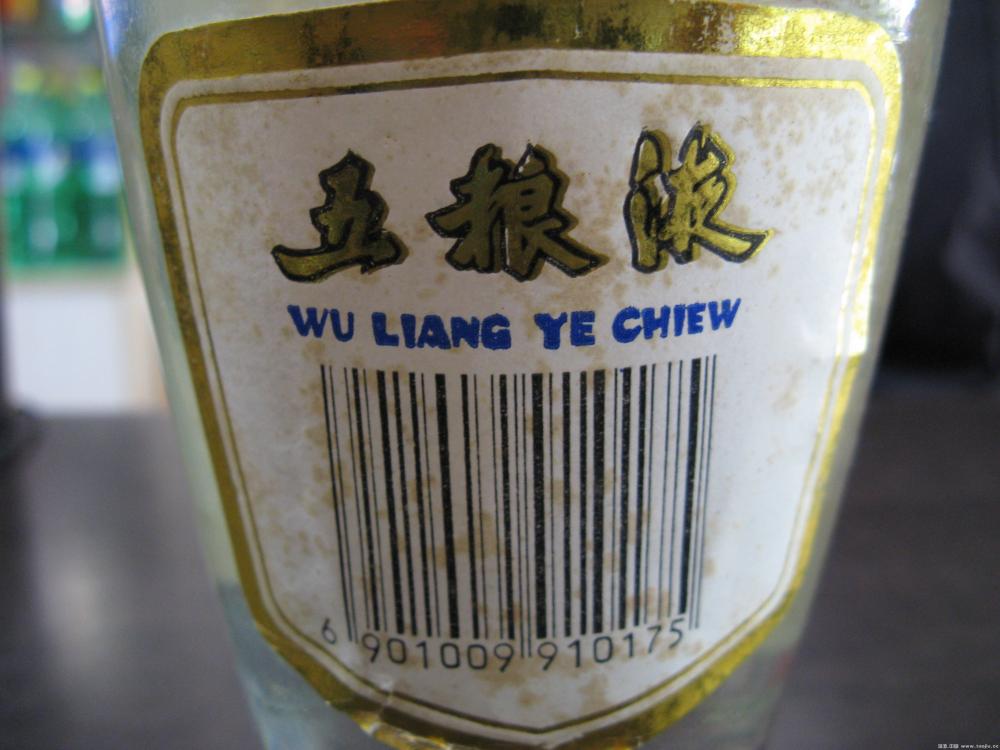 五粮液
WU LIANG YE CHIEW
6 901009 910175